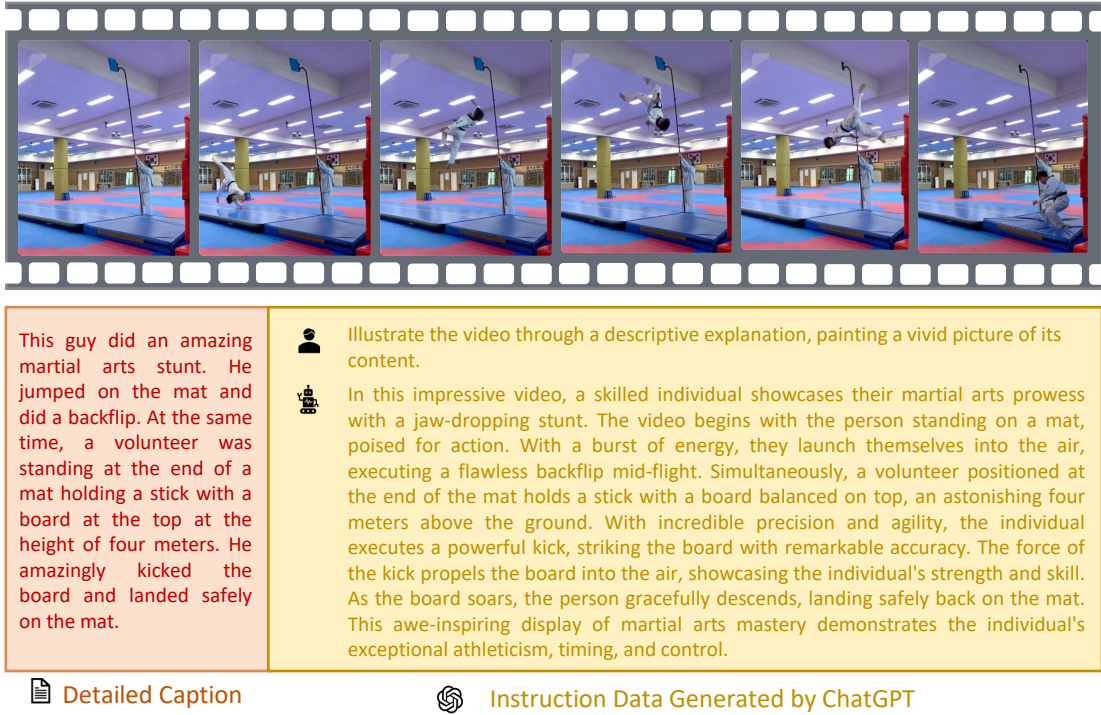 This guy did an amazing
martial arts stunt. He
jumped on the mat and
did a backflip. At the same
time, a volunteer was
standing at the end of a
mat holding a stick with a
board at the top at the
height of four meters. He
amazingly kicked the
board and landed safely
on the mat.
Illustrate the video through a descriptive explanation, painting a vivid picture of its
content.
In this impressive video, a skilled individual showcases their martial arts prowess
with a jaw-dropping stunt. The video begins with the person standing on a mat,
poised for action. With a burst of energy, they launch themselves into the air,
executing a flawless backflip mid-flight. Simultaneously, a volunteer positioned at
the end of the mat holds a stick with a board balanced on top, an astonishing four
meters above the ground. With incredible precision and agility, the individual
executes a powerful kick, striking the board with remarkable accuracy. The force of
the kick propels the board into the air, showcasing the individual's strength and skill.
As the board soars, the person gracefully descends, landing safely back on the mat.
This awe-inspiring display of martial arts mastery demonstrates the individual's
exceptional athleticism, timing, and control.
Detailed Caption
Instruction Data Generated by ChatGPT